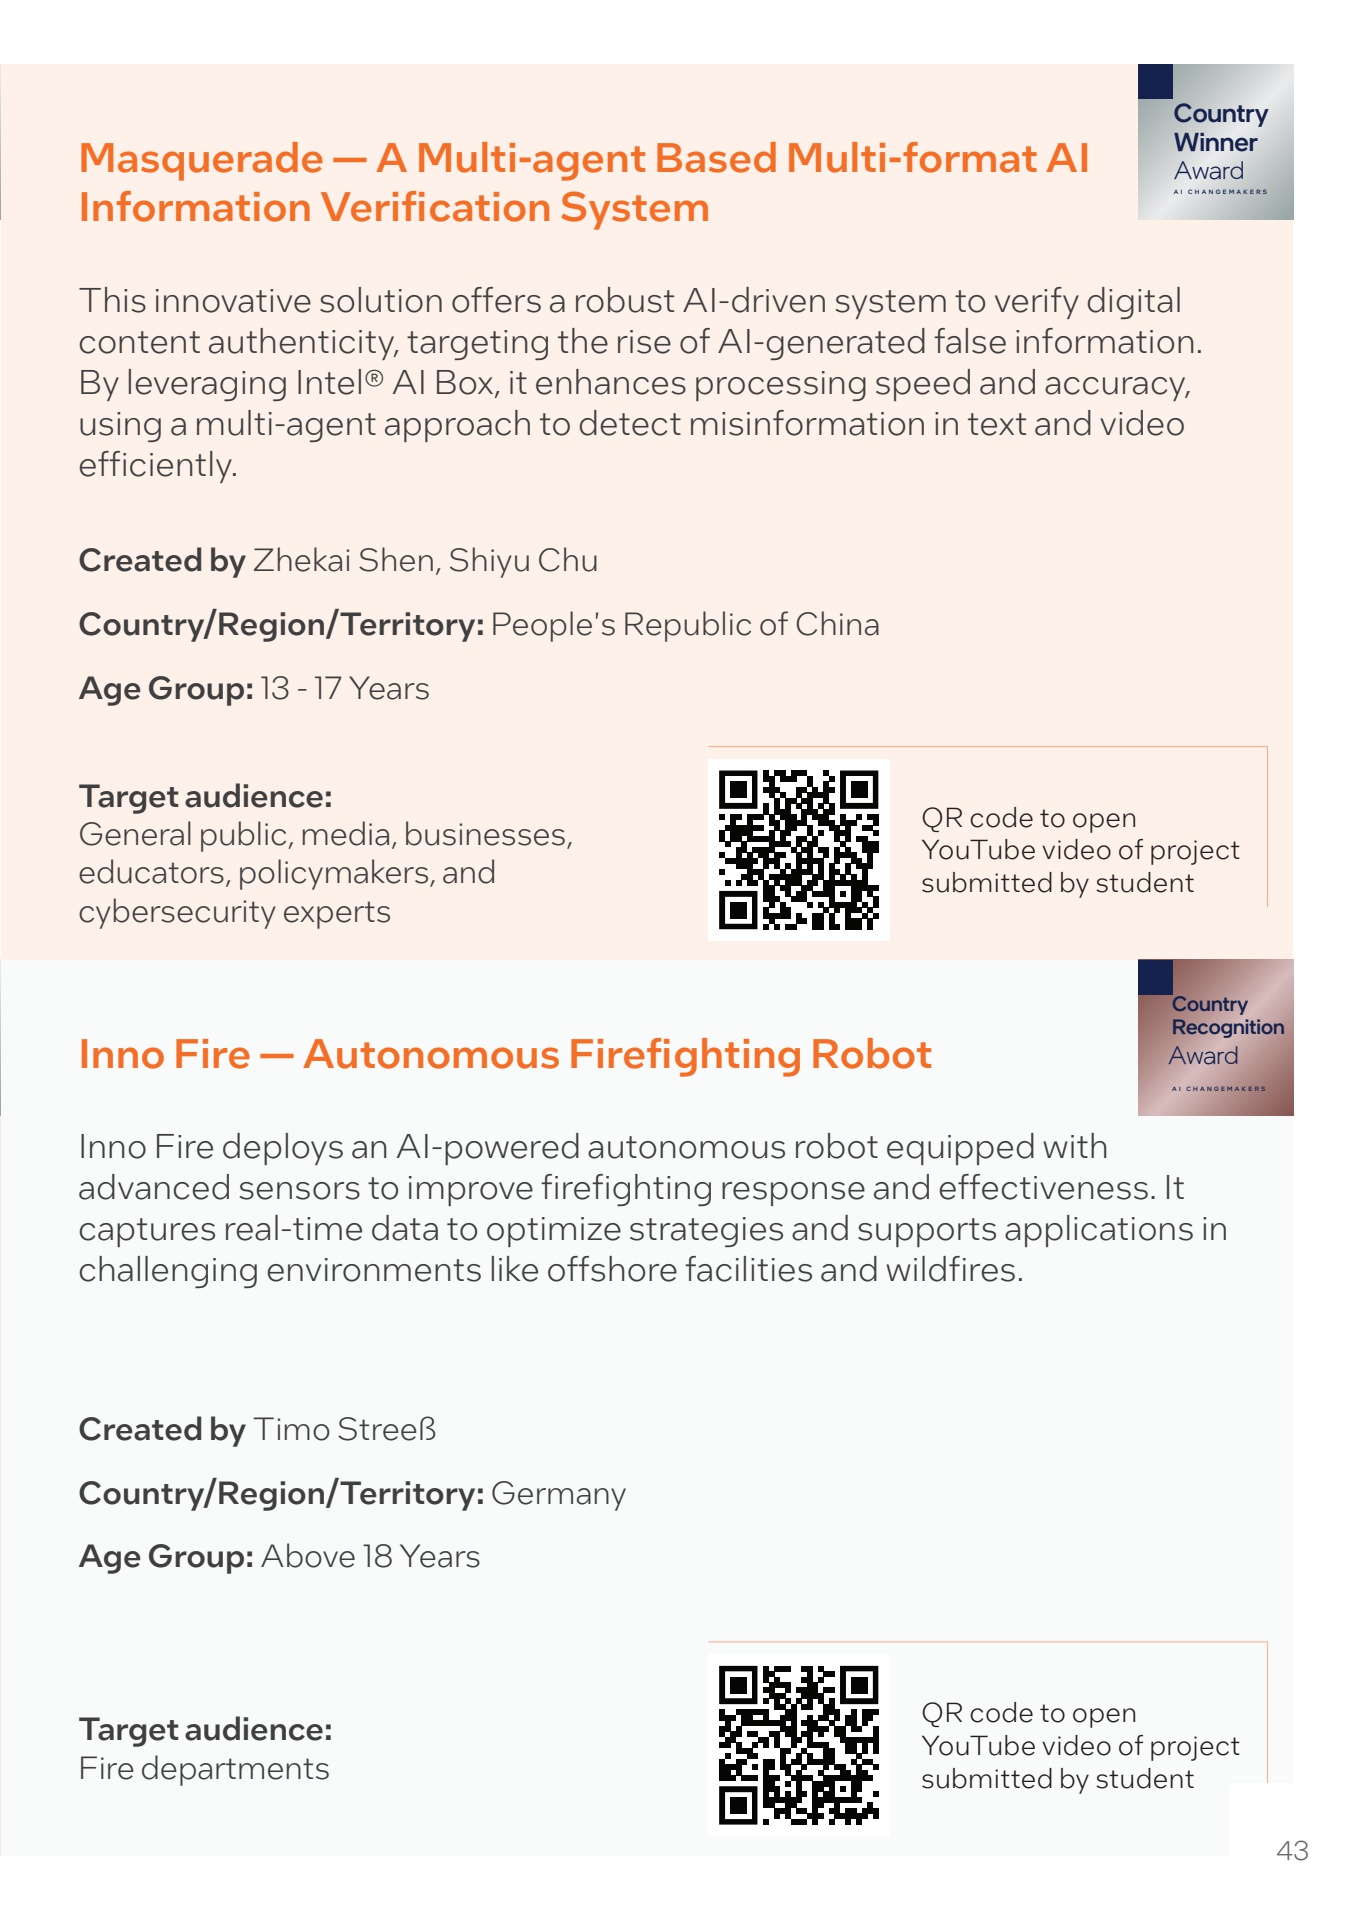 Country
Winner
Award
AI CHANGEMAKERS
Masquerade — A Multi-agent Based Multi-format AI
Information Verification System
This innovative solution offers a robust AI-driven system to verify digital
content authenticity, targeting the rise of AI-generated false information.
By leveraging Intel® AI Box, it enhances processing speed and accuracy,
using a multi-agent approach to detect misinformation in text and video
efficiently.
Created by Zhekai Shen, Shiyu Chu
Country/Region/Territory: People's Republic of China
Age Group: 13 - 17 Years
Target audience:
General public, media, businesses,
educators, policymakers, and
cybersecurity experts
QR code to open
YouTube video of project
submitted by student
Country
Recognition
Award
AI CHANGEMAKERS
Inno Fire — Autonomous Firefighting Robot
Inno Fire deploys an AI-powered autonomous robot equipped with
advanced sensors to improve firefighting response and effectiveness. It
captures real-time data to optimize strategies and supports applications in
challenging environments like offshore facilities and wildfires.
Created by Timo Streeß
Country/Region/Territory: Germany
Age Group: Above 18 Years
Target audience:
Fire departments
QR code to open
YouTube video of project
submitted by student
43